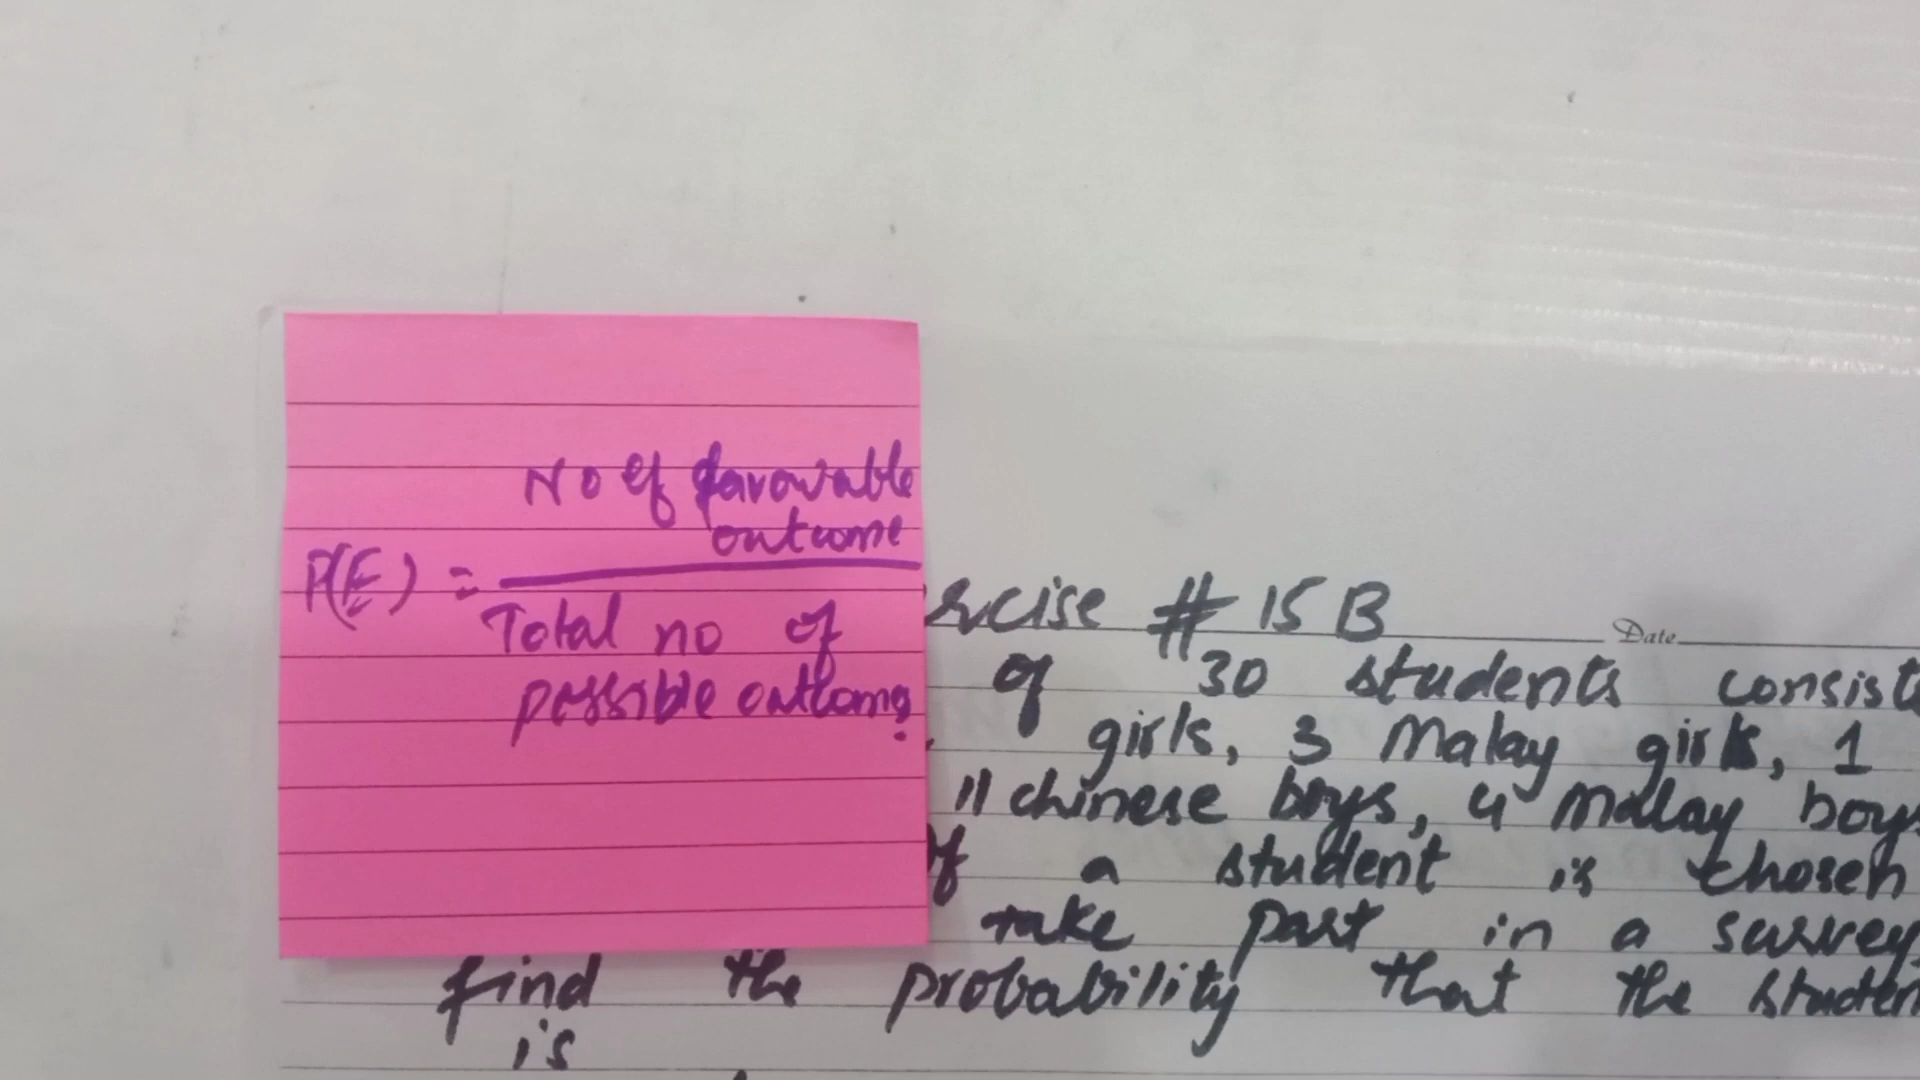 No of favourable
outcome
P(E) =
Total no of
possible outcome
ercise # 15 B
Date
of 30 students consist
girls, 3 Malay girls, 1
11 chinese boys, 4 malay boys
If a student is chosen
take part in a survey,
find the probability that the studen
is